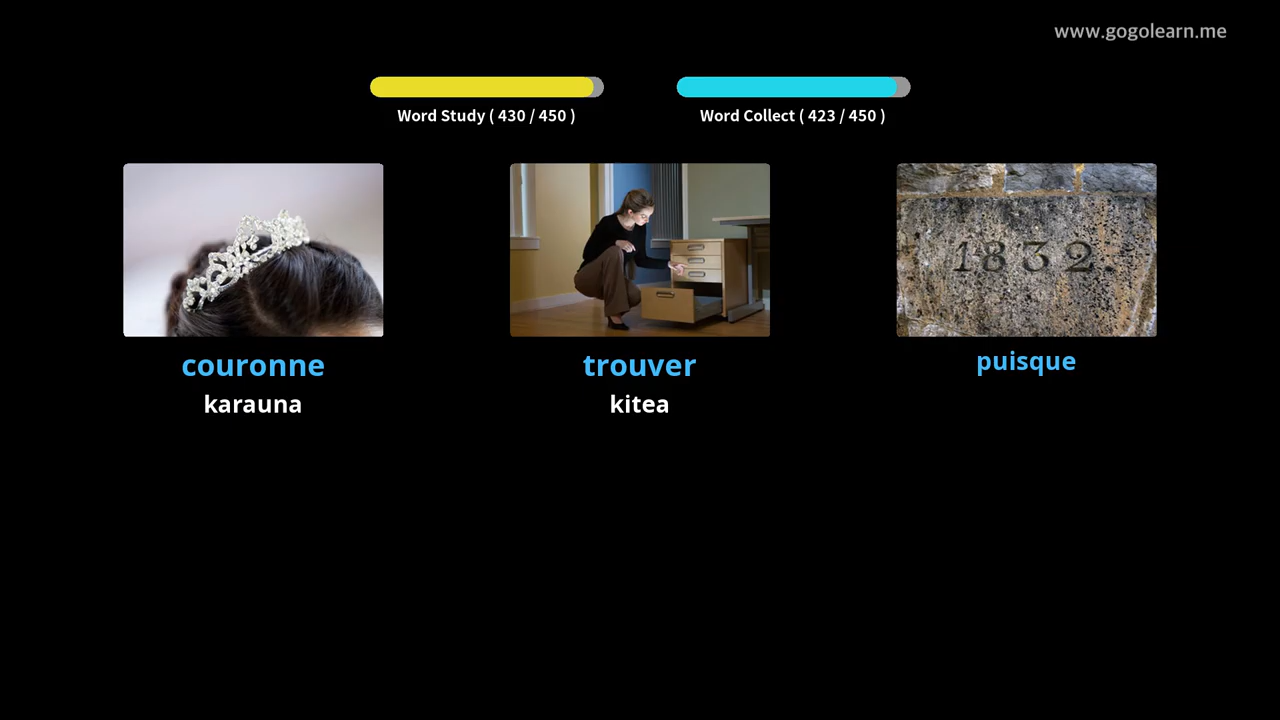 www.gogolearn.me
Word Study ( 430 / 450 )
Word Collect ( 423 / 450 )
1832
couronne
trouver
puisque
karauna
kitea